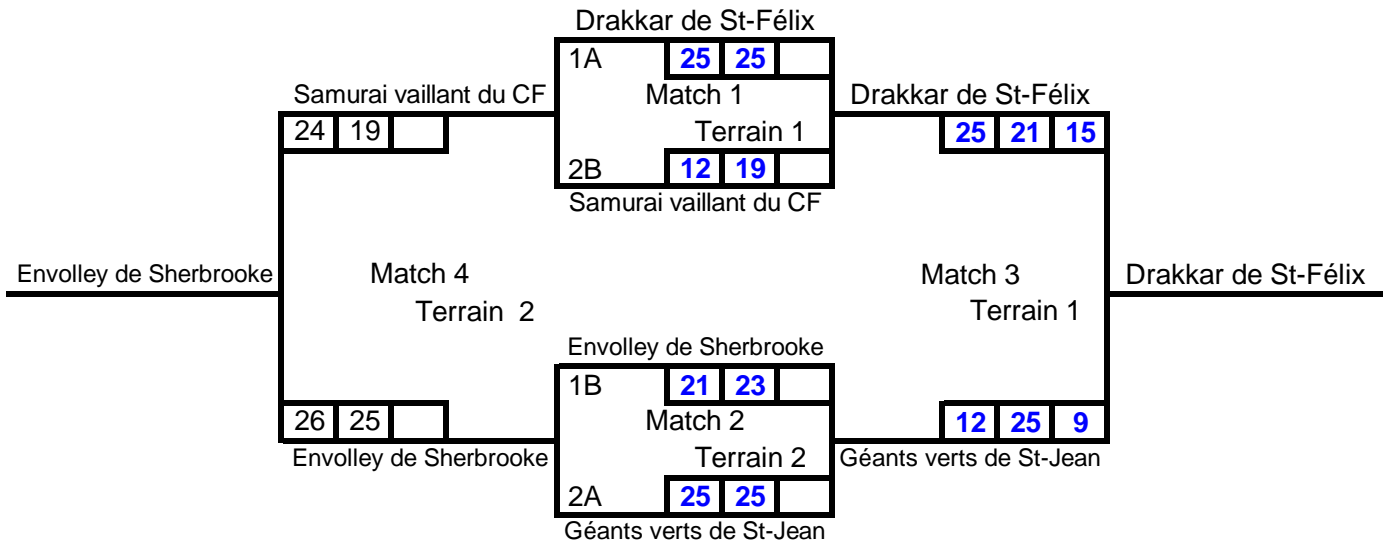 Drakkar de St-Félix
1A 25 25
Samurai vaillant du CF Match 1 Drakkar de St-Félix
24 19 Terrain 1 25 21 15
2B 12 19
Samurai vaillant du CF
Envolley de Sherbrooke Match 4 Match 3 Drakkar de St-Félix
Terrain 2 Terrain 1
Envolley de Sherbrooke
1B 21 23
26 25 Match 2 12 25 9
Envolley de Sherbrooke Terrain 2 Géants verts de St-Jean
2A 25 25
Géants verts de St-Jean